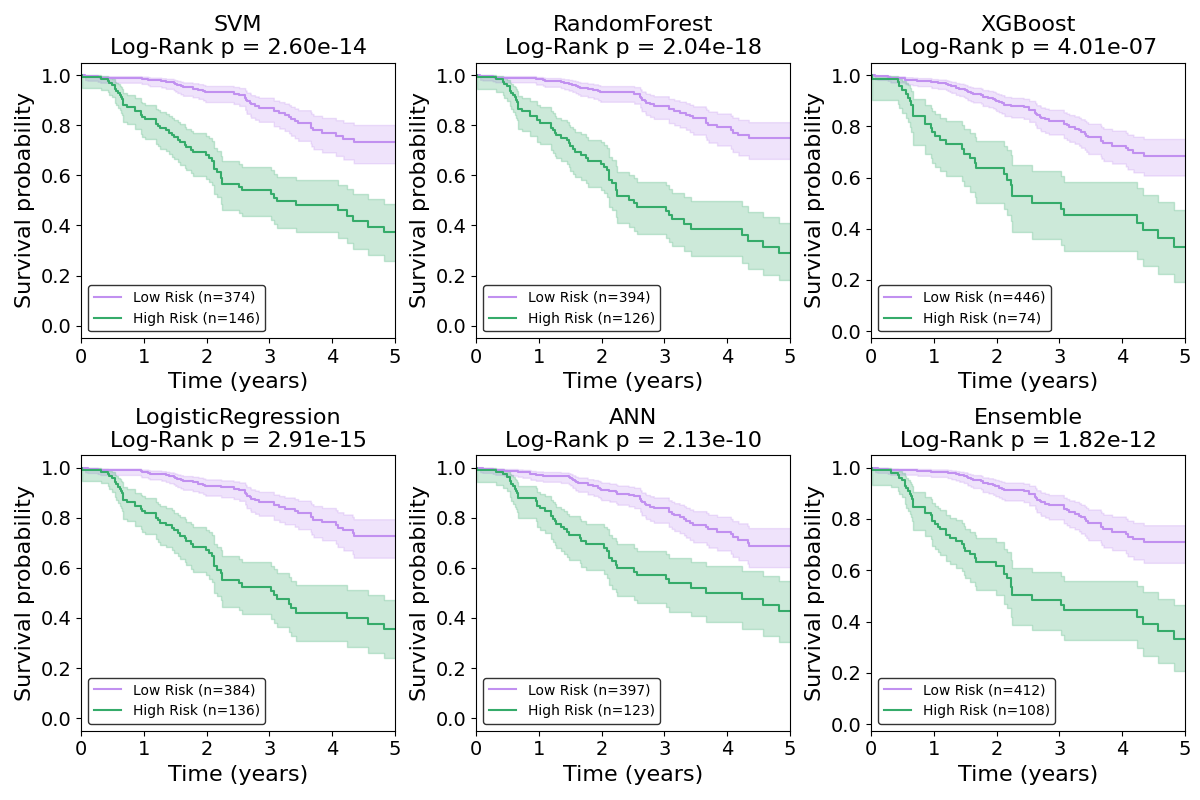 SVM
Log-Rank p = 2.60e-14
Survival probability
1.0
0.8
0.6
0.4
0.2
0.0
Low Risk (n=374)
High Risk (n=146)
0 1 2 3 4 5
Time (years)
RandomForest
Log-Rank p = 2.04e-18
Survival probability
1.0
0.8
0.6
0.4
0.2
0.0
Low Risk (n=394)
High Risk (n=126)
0 1 2 3 4 5
Time (years)
XGBoost
Log-Rank p = 4.01e-07
Survival probability
1.0
0.8
0.6
0.4
0.2
0.0
Low Risk (n=446)
High Risk (n=74)
0 1 2 3 4 5
Time (years)
LogisticRegression
Log-Rank p = 2.91e-15
Survival probability
1.0
0.8
0.6
0.4
0.2
0.0
Low Risk (n=384)
High Risk (n=136)
0 1 2 3 4 5
Time (years)
ANN
Log-Rank p = 2.13e-10
Survival probability
1.0
0.8
0.6
0.4
0.2
0.0
Low Risk (n=397)
High Risk (n=123)
0 1 2 3 4 5
Time (years)
Ensemble
Log-Rank p = 1.82e-12
Survival probability
1.0
0.8
0.6
0.4
0.2
0.0
Low Risk (n=412)
High Risk (n=108)
0 1 2 3 4 5
Time (years)